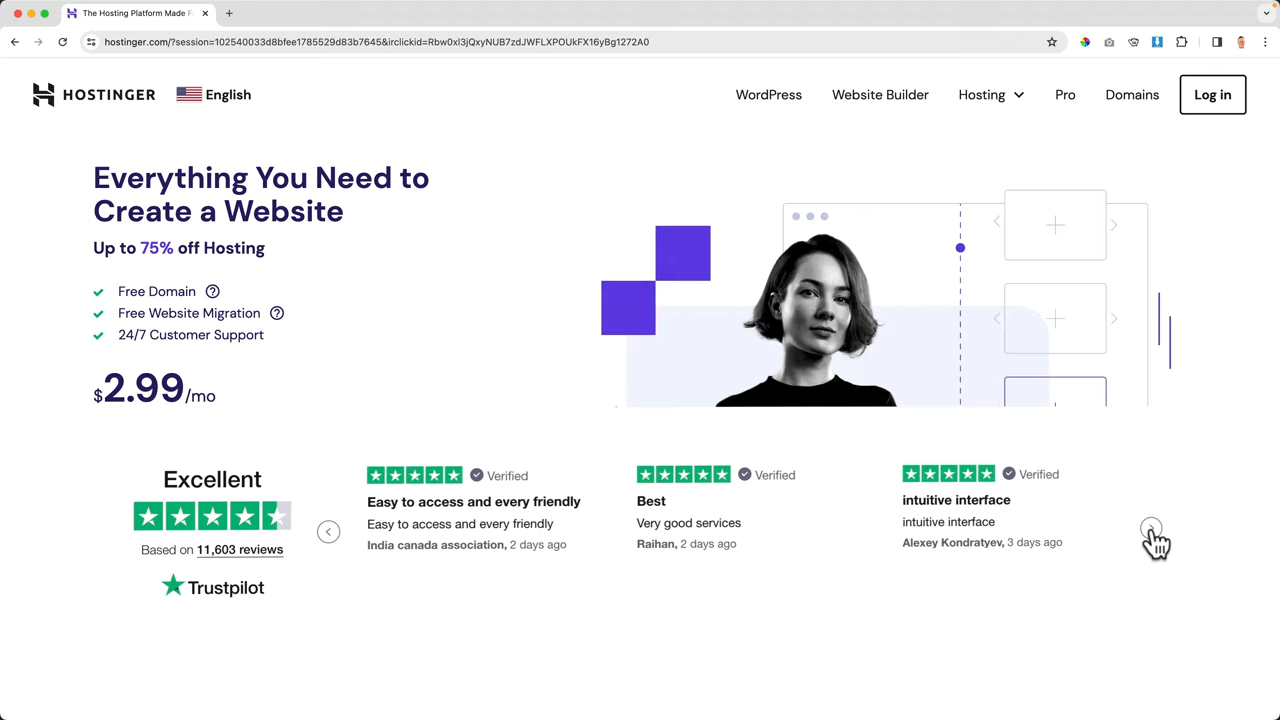 The Hosting Platform Made F
hostinger.com/?session=102540033d8bfee1785529d83b7645&irclickid=Rbw0xl3jQxyNUB7zdJWFLXPOUkFX16yBg1272A0
HOSTINGER English WordPress Website Builder Hosting Pro Domains Log in
Everything You Need to
Create a Website
Up to 75% off Hosting
Free Domain
Free Website Migration
24/7 Customer Support
$2.99/mo
Excellent
Based on 11,603 reviews
Trustpilot
Verified
Easy to access and every friendly
Easy to access and every friendly
India canada association, 2 days ago
Verified
Best
Very good services
Raihan, 2 days ago
Verified
intuitive interface
intuitive interface
Alexey Kondratyev, 3 days ago